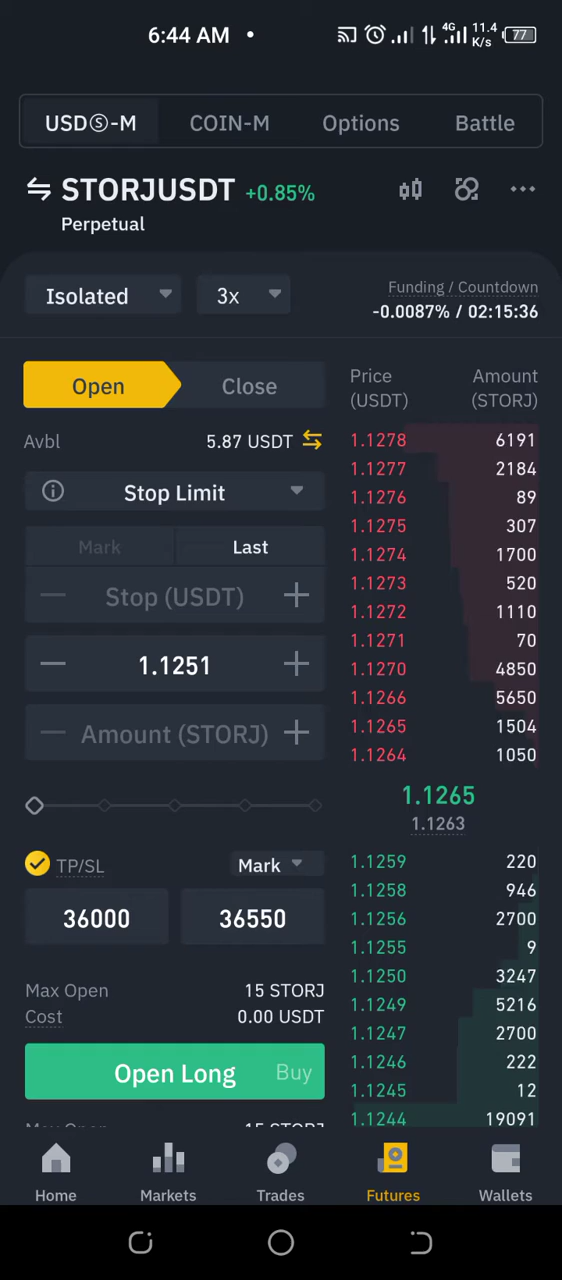 6:44 AM
4G 11.4 K/s 77
USDⓈ-M COIN-M Options Battle
STORJUSDT +0.85%
Perpetual
Isolated 3x
Funding / Countdown
-0.0087% / 02:15:36
Open Close
Avbl 5.87 USDT
Stop Limit
Mark Last
Stop (USDT)
1.1251
Amount (STORJ)
TP/SL Mark
36000 36550
Max Open 15 STORJ
Cost 0.00 USDT
Open Long Buy
Max Open 15 STORJ
Price Amount
(USDT) (STORJ)
1.1278 6191
1.1277 2184
1.1276 89
1.1275 307
1.1274 1700
1.1273 520
1.1272 1110
1.1271 70
1.1270 4850
1.1266 5650
1.1265 1504
1.1264 1050
1.1265
1.1263
1.1259 220
1.1258 946
1.1256 2700
1.1255 9
1.1250 3247
1.1249 5216
1.1247 2700
1.1246 222
1.1245 12
1.1244 19091
Home Markets Trades Futures Wallets